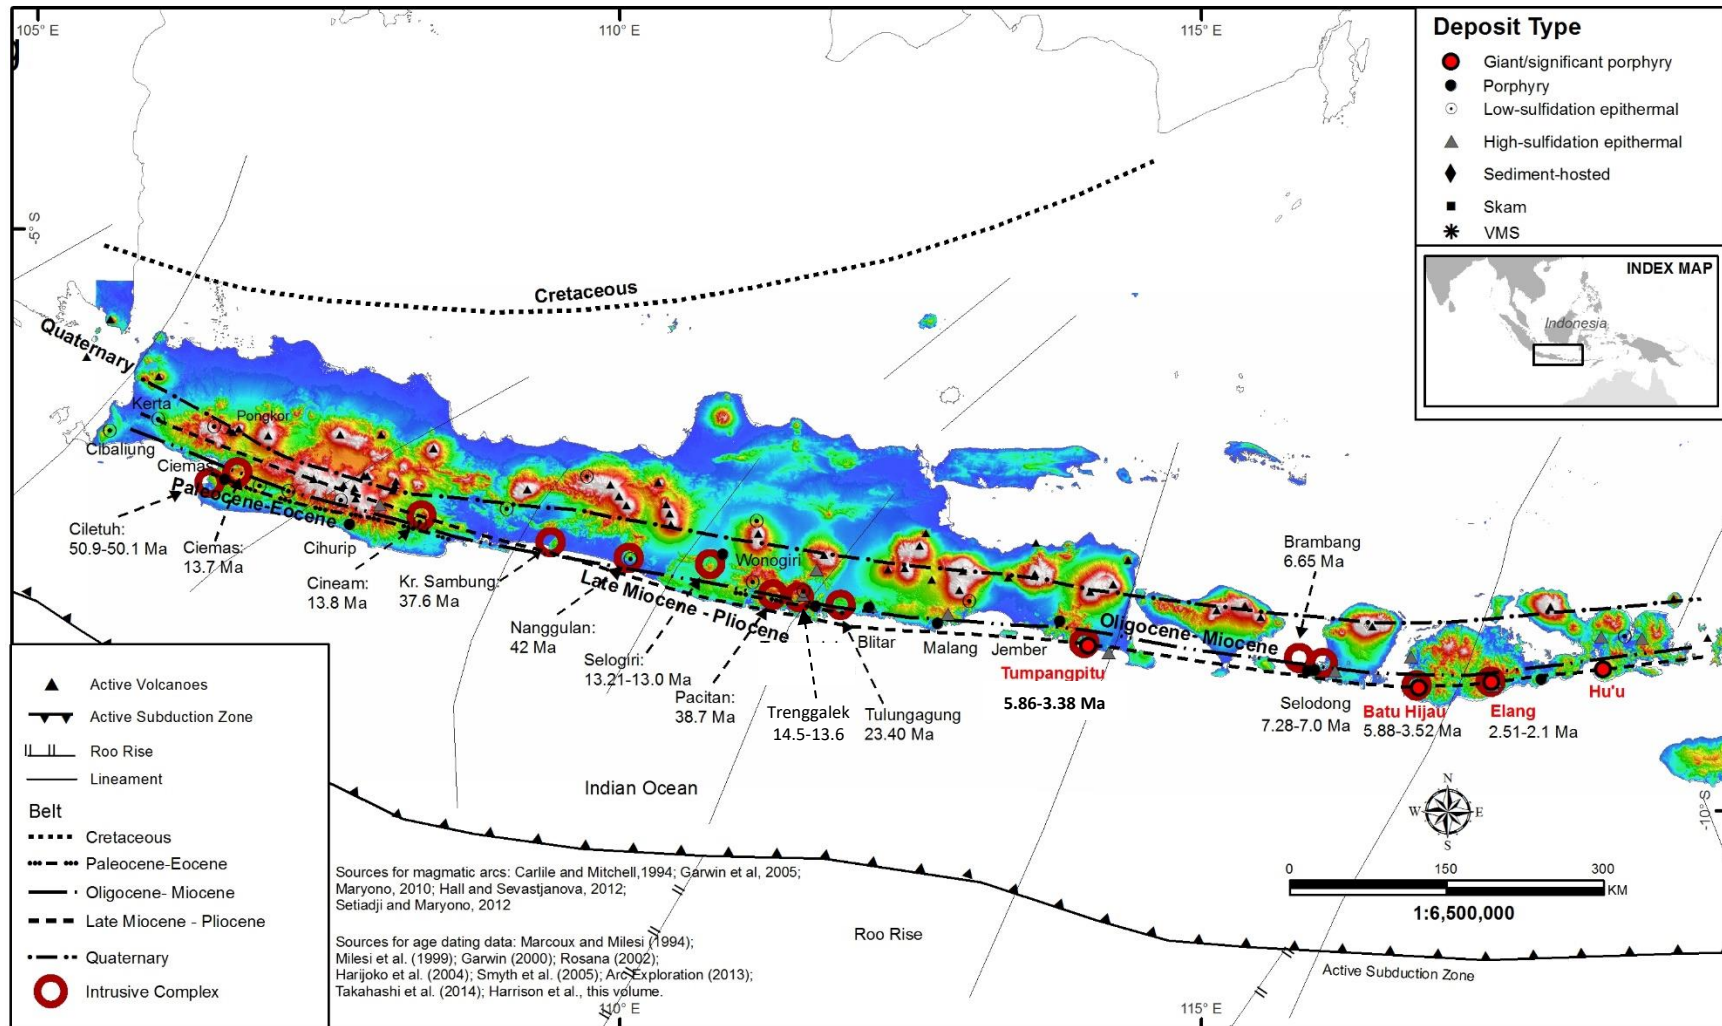 105° E
110° E
115° E
g
-5° S
Deposit Type
Giant/significant porphyry
Porphyry
Low-sulfidation epithermal
High-sulfidation epithermal
Sediment-hosted
Skarn
VMS
INDEX MAP
Indonesia
Cretaceous
Quaternary
Kerta
Pongkor
Cibaliung
Ciemas
Paleocene-Eocene
Ciletuh:
50.9-50.1 Ma
Ciemas:
13.7 Ma
Cihurip
Cineam:
13.8 Ma
Kr. Sambung:
37.6 Ma
Nanggulan:
42 Ma
Late Miocene - Pliocene
Selogiri:
13.21-13.0 Ma
Wonogiri
Pacitan:
38.7 Ma
Trenggalek
14.5-13.6
Tulungagung
23.40 Ma
Blitar
Malang
Jember
Oligocene- Miocene
Tumpangpitu
5.86-3.38 Ma
Brambang
6.65 Ma
Selodong
7.28-7.0 Ma
Batu Hijau
5.88-3.52 Ma
Elang
2.51-2.1 Ma
Hu'u
Active Volcanoes
Active Subduction Zone
Roo Rise
Lineament
Belt
Cretaceous
Paleocene-Eocene
Oligocene- Miocene
Late Miocene - Pliocene
Quaternary
Intrusive Complex
Indian Ocean
Sources for magmatic arcs: Carlile and Mitchell,1994; Garwin et al, 2005;
Maryono, 2010; Hall and Sevastjanova, 2012;
Setiadji and Maryono, 2012
Sources for age dating data: Marcoux and Milesi (1994);
Milesi et al. (1999); Garwin (2000); Rosana (2002);
Harijoko et al. (2004); Smyth et al. (2005); Arc Exploration (2013);
Takahashi et al. (2014); Harrison et al., this volume.
Roo Rise
N
W E
S
-10° S
0 150 300
KM
1:6,500,000
Active Subduction Zone
110° E
115° E